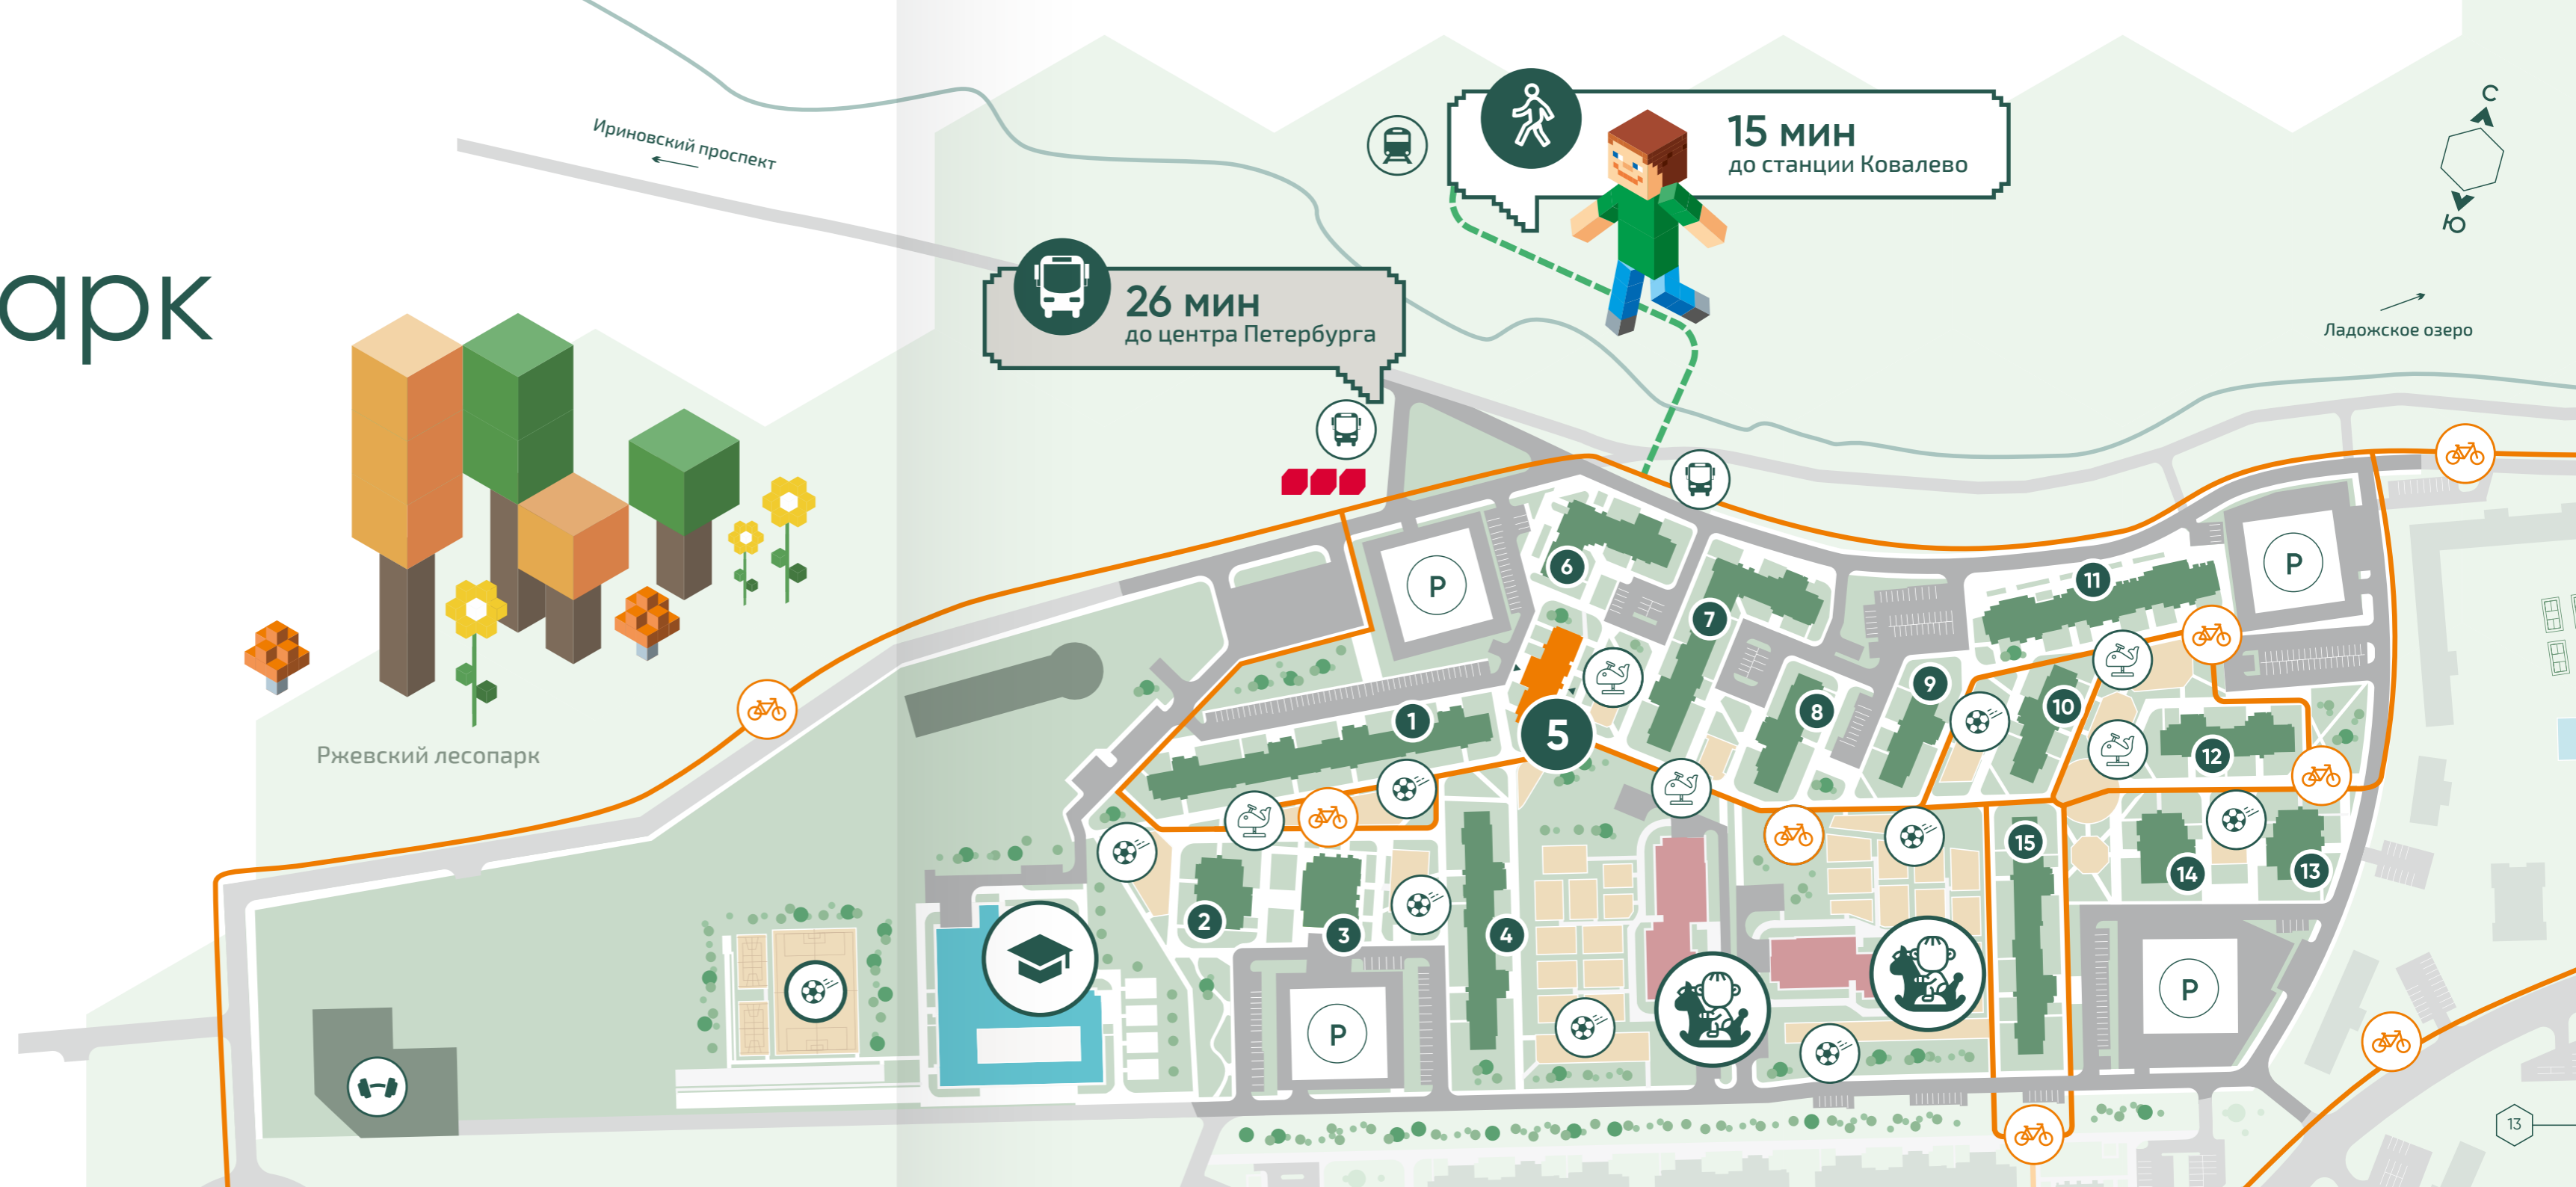 арк
Ириновский проспект
26 мин
до центра Петербурга
15 мин
до станции Ковалево
С
Ю
Ладожское озеро
Ржевский лесопарк
P
P
6
7
11
1
5
8
9
10
12
2
3
4
15
14
13
P
P
13